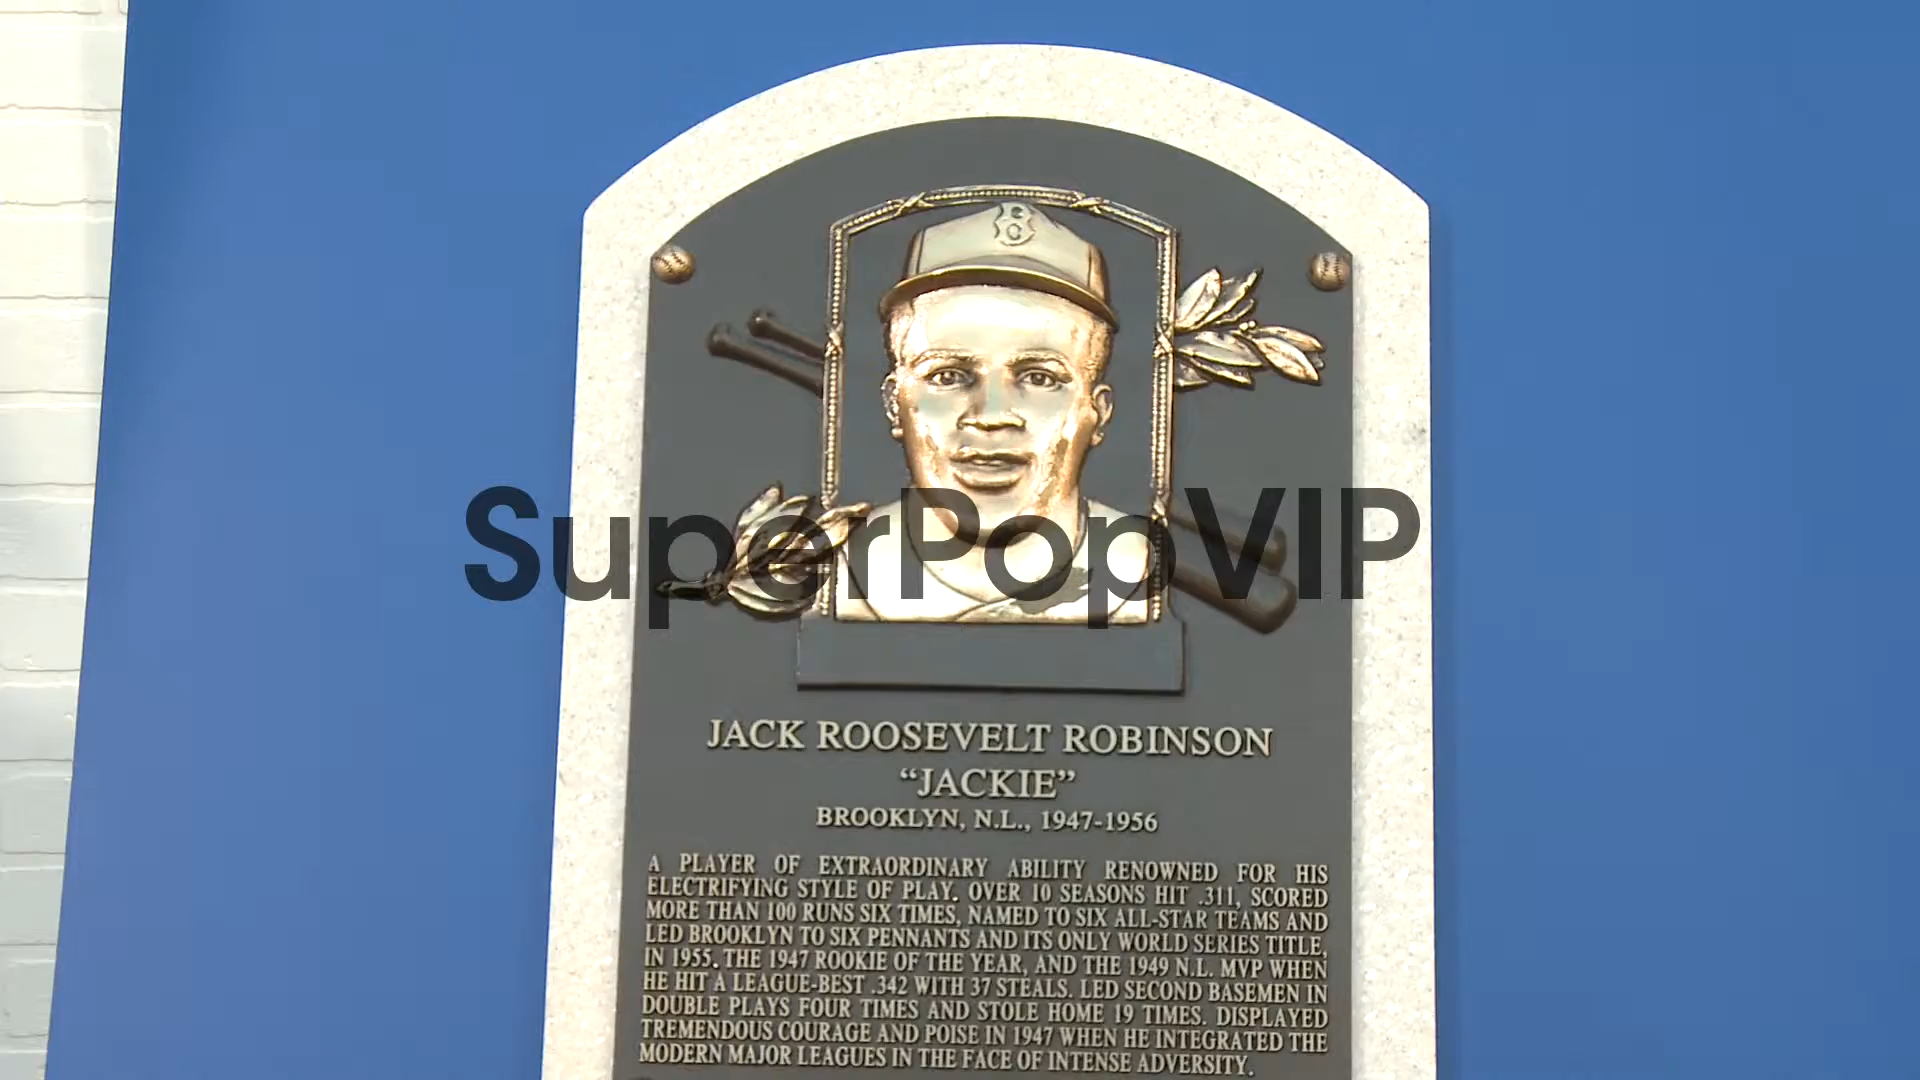 B
SuperPopVIP
JACK ROOSEVELT ROBINSON
“JACKIE”
BROOKLYN, N.L., 1947-1956
A PLAYER OF EXTRAORDINARY ABILITY RENOWNED FOR HIS
ELECTRIFYING STYLE OF PLAY. OVER 10 SEASONS HIT .311, SCORED
MORE THAN 100 RUNS SIX TIMES, NAMED TO SIX ALL-STAR TEAMS AND
LED BROOKLYN TO SIX PENNANTS AND ITS ONLY WORLD SERIES TITLE,
IN 1955. THE 1947 ROOKIE OF THE YEAR, AND THE 1949 N.L. MVP WHEN
HE HIT A LEAGUE-BEST .342 WITH 37 STEALS. LED SECOND BASEMEN IN
DOUBLE PLAYS FOUR TIMES AND STOLE HOME 19 TIMES. DISPLAYED
TREMENDOUS COURAGE AND POISE IN 1947 WHEN HE INTEGRATED THE
MODERN MAJOR LEAGUES IN THE FACE OF INTENSE ADVERSITY.